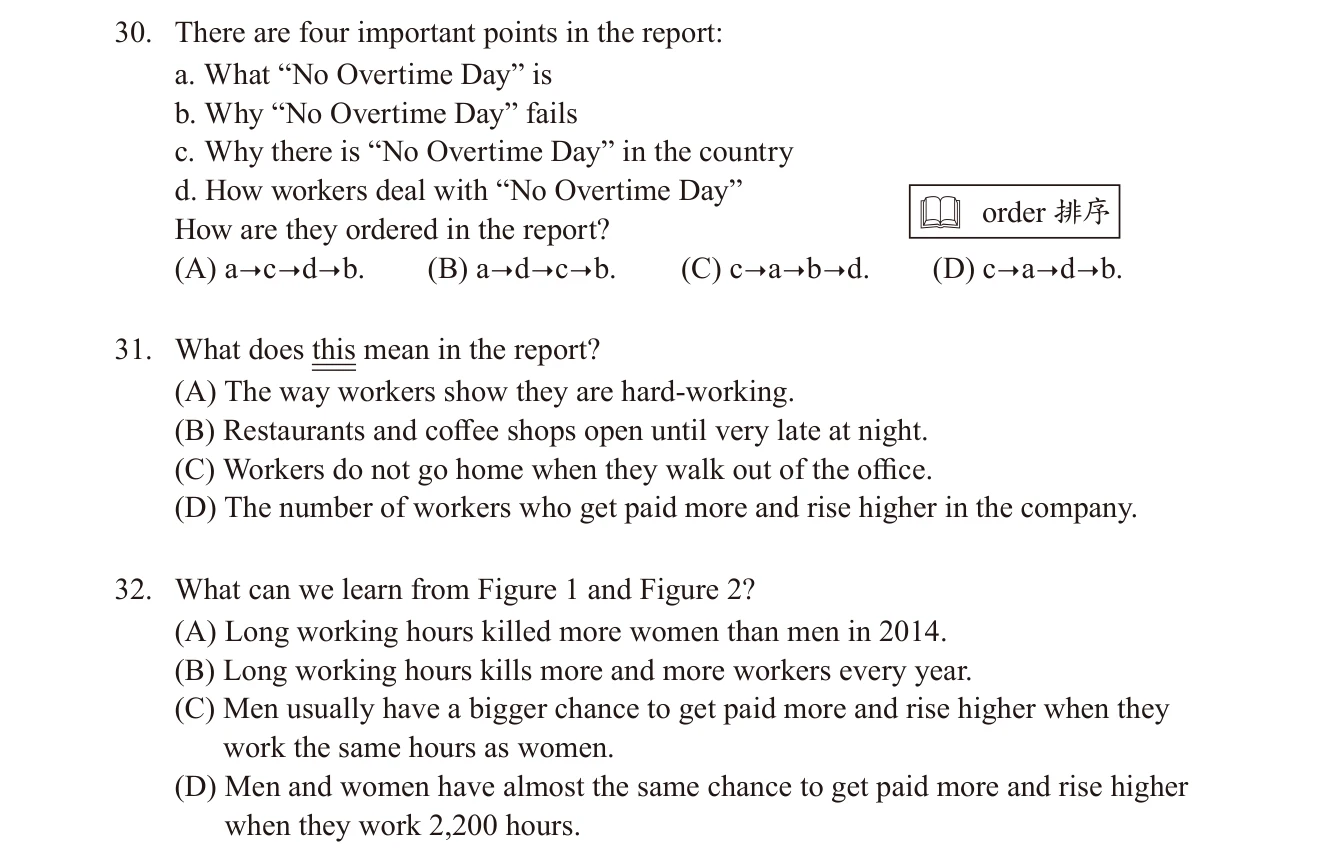 30. There are four important points in the report:
a. What “No Overtime Day” is
b. Why “No Overtime Day” fails
c. Why there is “No Overtime Day” in the country
d. How workers deal with “No Overtime Day”
order 排序
How are they ordered in the report?
(A) a→c→d→b. (B) a→d→c→b. (C) c→a→b→d. (D) c→a→d→b.
31. What does this mean in the report?
(A) The way workers show they are hard-working.
(B) Restaurants and coffee shops open until very late at night.
(C) Workers do not go home when they walk out of the office.
(D) The number of workers who get paid more and rise higher in the company.
32. What can we learn from Figure 1 and Figure 2?
(A) Long working hours killed more women than men in 2014.
(B) Long working hours kills more and more workers every year.
(C) Men usually have a bigger chance to get paid more and rise higher when they
work the same hours as women.
(D) Men and women have almost the same chance to get paid more and rise higher
when they work 2,200 hours.